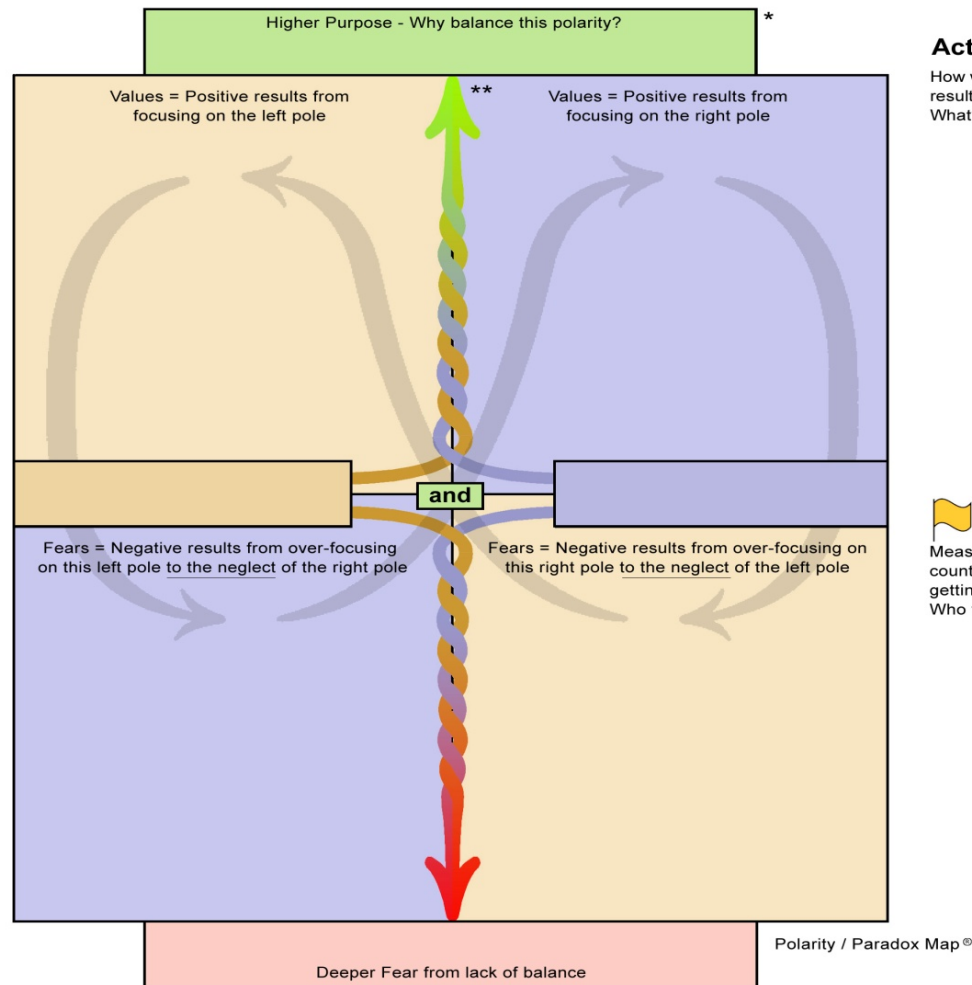 Higher Purpose - Why balance this polarity?
*
**
Values = Positive results from
focusing on the left pole
Values = Positive results from
focusing on the right pole
and
Fears = Negative results from over-focusing
on this left pole to the neglect of the right pole
Fears = Negative results from over-focusing on
this right pole to the neglect of the left pole
Deeper Fear from lack of balance
Polarity / Paradox Map®
Act
How
result
What
Meas
count
gettin
Who